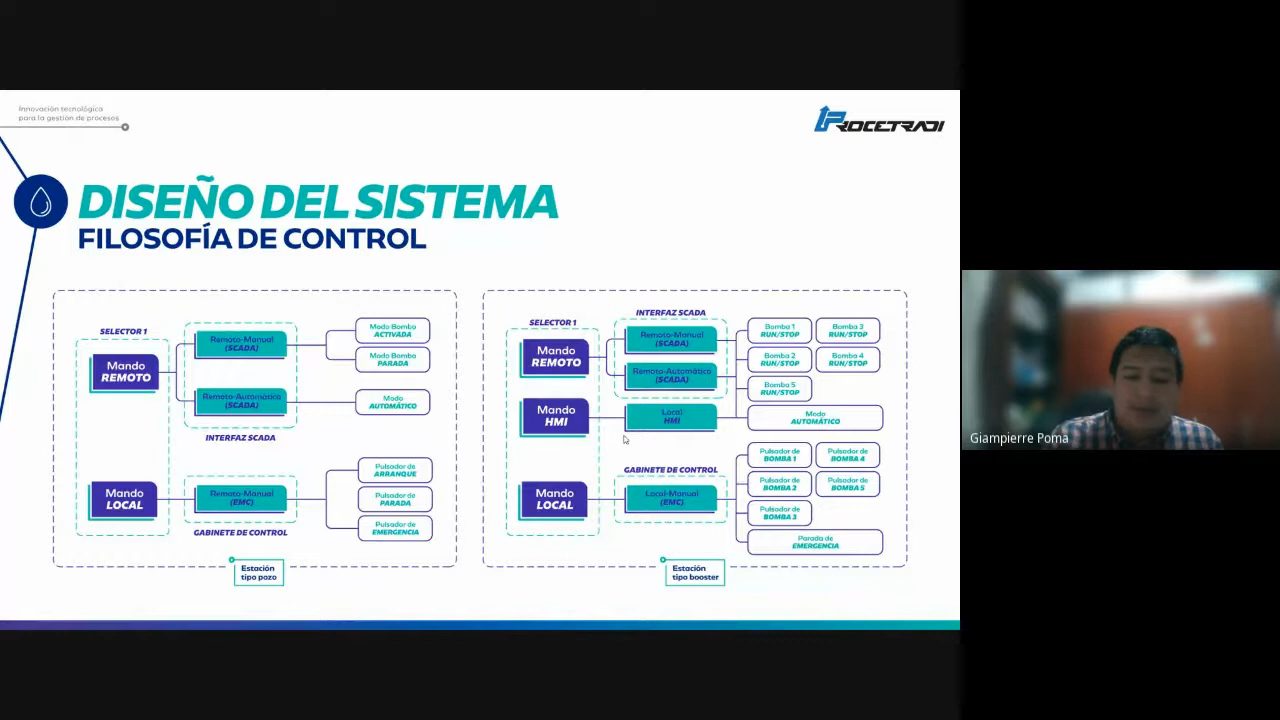 Innovación tecnológica
para la gestión de procesos
PROCETRADI
DISEÑO DEL SISTEMA
FILOSOFÍA DE CONTROL
SELECTOR 1
Mando
REMOTO
Remoto-Manual
(SCADA)
Remoto-Automático
(SCADA)
INTERFAZ SCADA
Modo Bomba
ACTIVADA
Modo Bomba
PARADA
Modo
AUTOMÁTICO
Mando
LOCAL
Remoto-Manual
(EMC)
GABINETE DE CONTROL
Pulsador de
ARRANQUE
Pulsador de
PARADA
Pulsador de
EMERGENCIA
Estación
tipo pozo
SELECTOR 1
INTERFAZ SCADA
Mando
REMOTO
Remoto-Manual
(SCADA)
Remoto-Automático
(SCADA)
Bomba 1
RUN/STOP
Bomba 3
RUN/STOP
Bomba 2
RUN/STOP
Bomba 4
RUN/STOP
Bomba 5
RUN/STOP
Mando
HMI
Local
HMI
Modo
AUTOMÁTICO
GABINETE DE CONTROL
Mando
LOCAL
Local-Manual
(EMC)
Pulsador de
BOMBA 1
Pulsador de
BOMBA 4
Pulsador de
BOMBA 2
Pulsador de
BOMBA 5
Pulsador de
BOMBA 3
Parada de
EMERGENCIA
Estación
tipo booster
Giampierre Poma